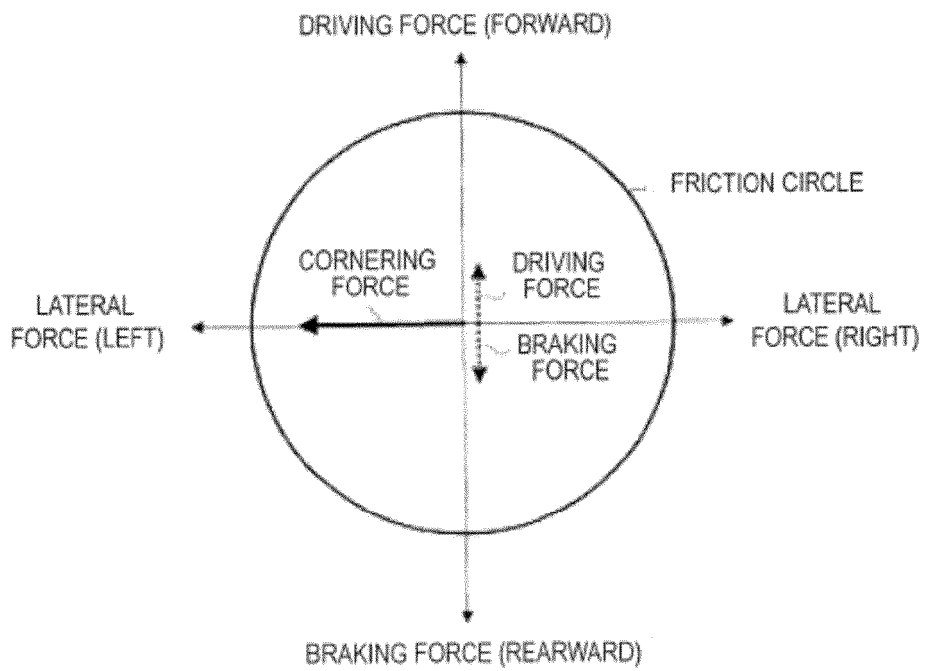 DRIVING FORCE (FORWARD)
FRICTION CIRCLE
CORNERING
FORCE
DRIVING
FORCE
LATERAL
FORCE (LEFT)
LATERAL
FORCE (RIGHT)
BRAKING
FORCE
BRAKING FORCE (REARWARD)